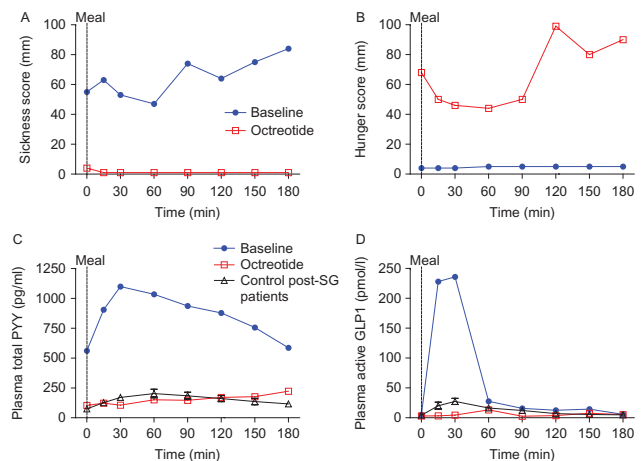 A
Meal
100
80
60
40
20
0
Sickness score (mm)
Baseline
Octreotide
0 30 60 90 120 150 180
Time (min)
B
Meal
100
80
60
40
20
0
Hunger score (mm)
0 30 60 90 120 150 180
Time (min)
C
Meal
1250
1000
750
500
250
0
Plasma total PYY (pg/ml)
Baseline
Octreotide
Control post-SG
patients
0 30 60 90 120 150 180
Time (min)
D
Meal
250
200
150
100
50
0
Plasma active GLP1 (pmol/l)
0 30 60 90 120 150 180
Time (min)